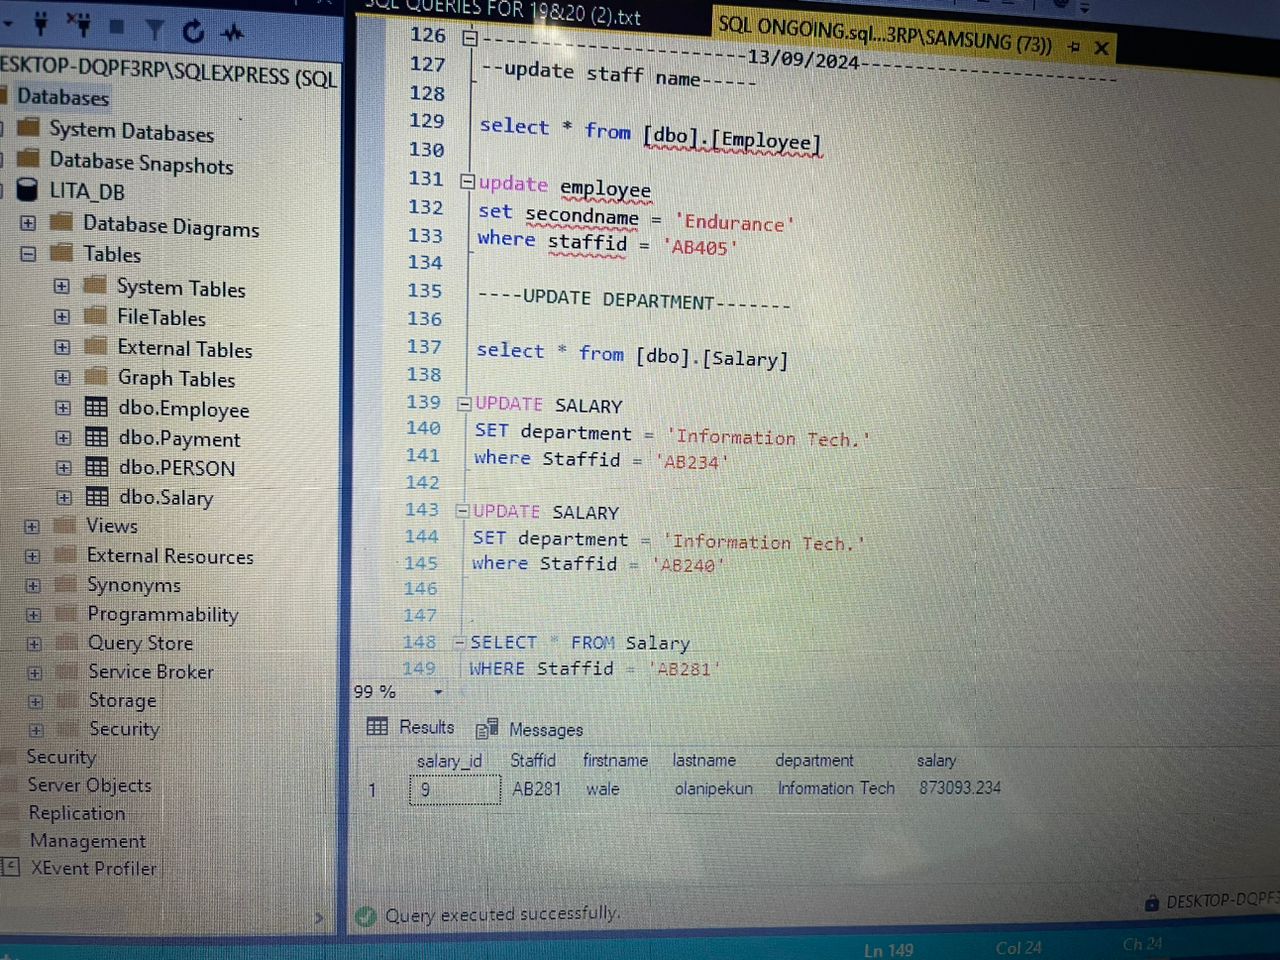 SQL QUERIES FOR 19&20 (2).txt
SQL ONGOING.sql...3RP\SAMSUNG (73))
ESKTOP-DQPF3RP\SQLEXPRESS (SQL
Databases
System Databases
Database Snapshots
LITA_DB
Database Diagrams
Tables
System Tables
FileTables
External Tables
Graph Tables
dbo.Employee
dbo.Payment
dbo.PERSON
dbo.Salary
Views
External Resources
Synonyms
Programmability
Query Store
Service Broker
Storage
Security
Security
Server Objects
Replication
Management
XEvent Profiler
126 ------------------------13/09/2024-----------------------
127 --update staff name-----
128
129 select * from [dbo].[Employee]
130
131 update employee
132 set secondname = 'Endurance'
133 where staffid = 'AB405'
134
135 ----UPDATE DEPARTMENT-------
136
137 select * from [dbo].[Salary]
138
139 UPDATE SALARY
140 SET department = 'Information Tech.'
141 where Staffid = 'AB234'
142
143 UPDATE SALARY
144 SET department = 'Information Tech.'
145 where Staffid = 'AB240'
146
147
148 SELECT * FROM Salary
149 WHERE Staffid = 'AB281'
99 %
Results Messages
salary_id Staffid firstname lastname department salary
1 9 AB281 wale olanipekun Information Tech 873093.234
Query executed successfully.
DESKTOP-DQPF3
Ln 149 Col 24 Ch 24